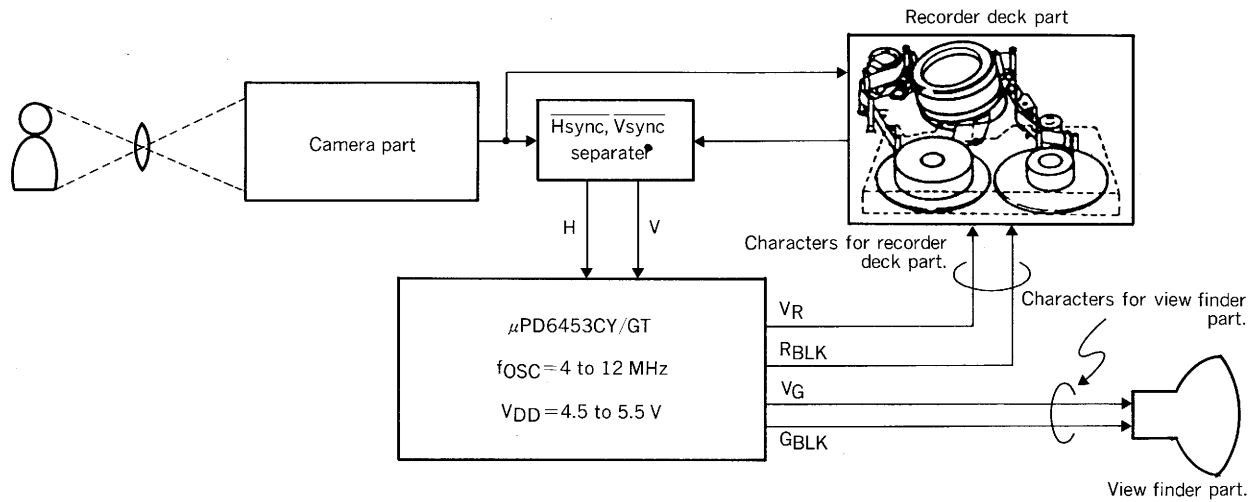 Recorder deck part
Camera part
Hsync, Vsync
separater
H
V
Characters for recorder
deck part.
Characters for view finder
part.
μPD6453CY/GT
fOSC=4 to 12 MHz
VDD=4.5 to 5.5 V
VR
RBLK
VG
GBLK
View finder part.